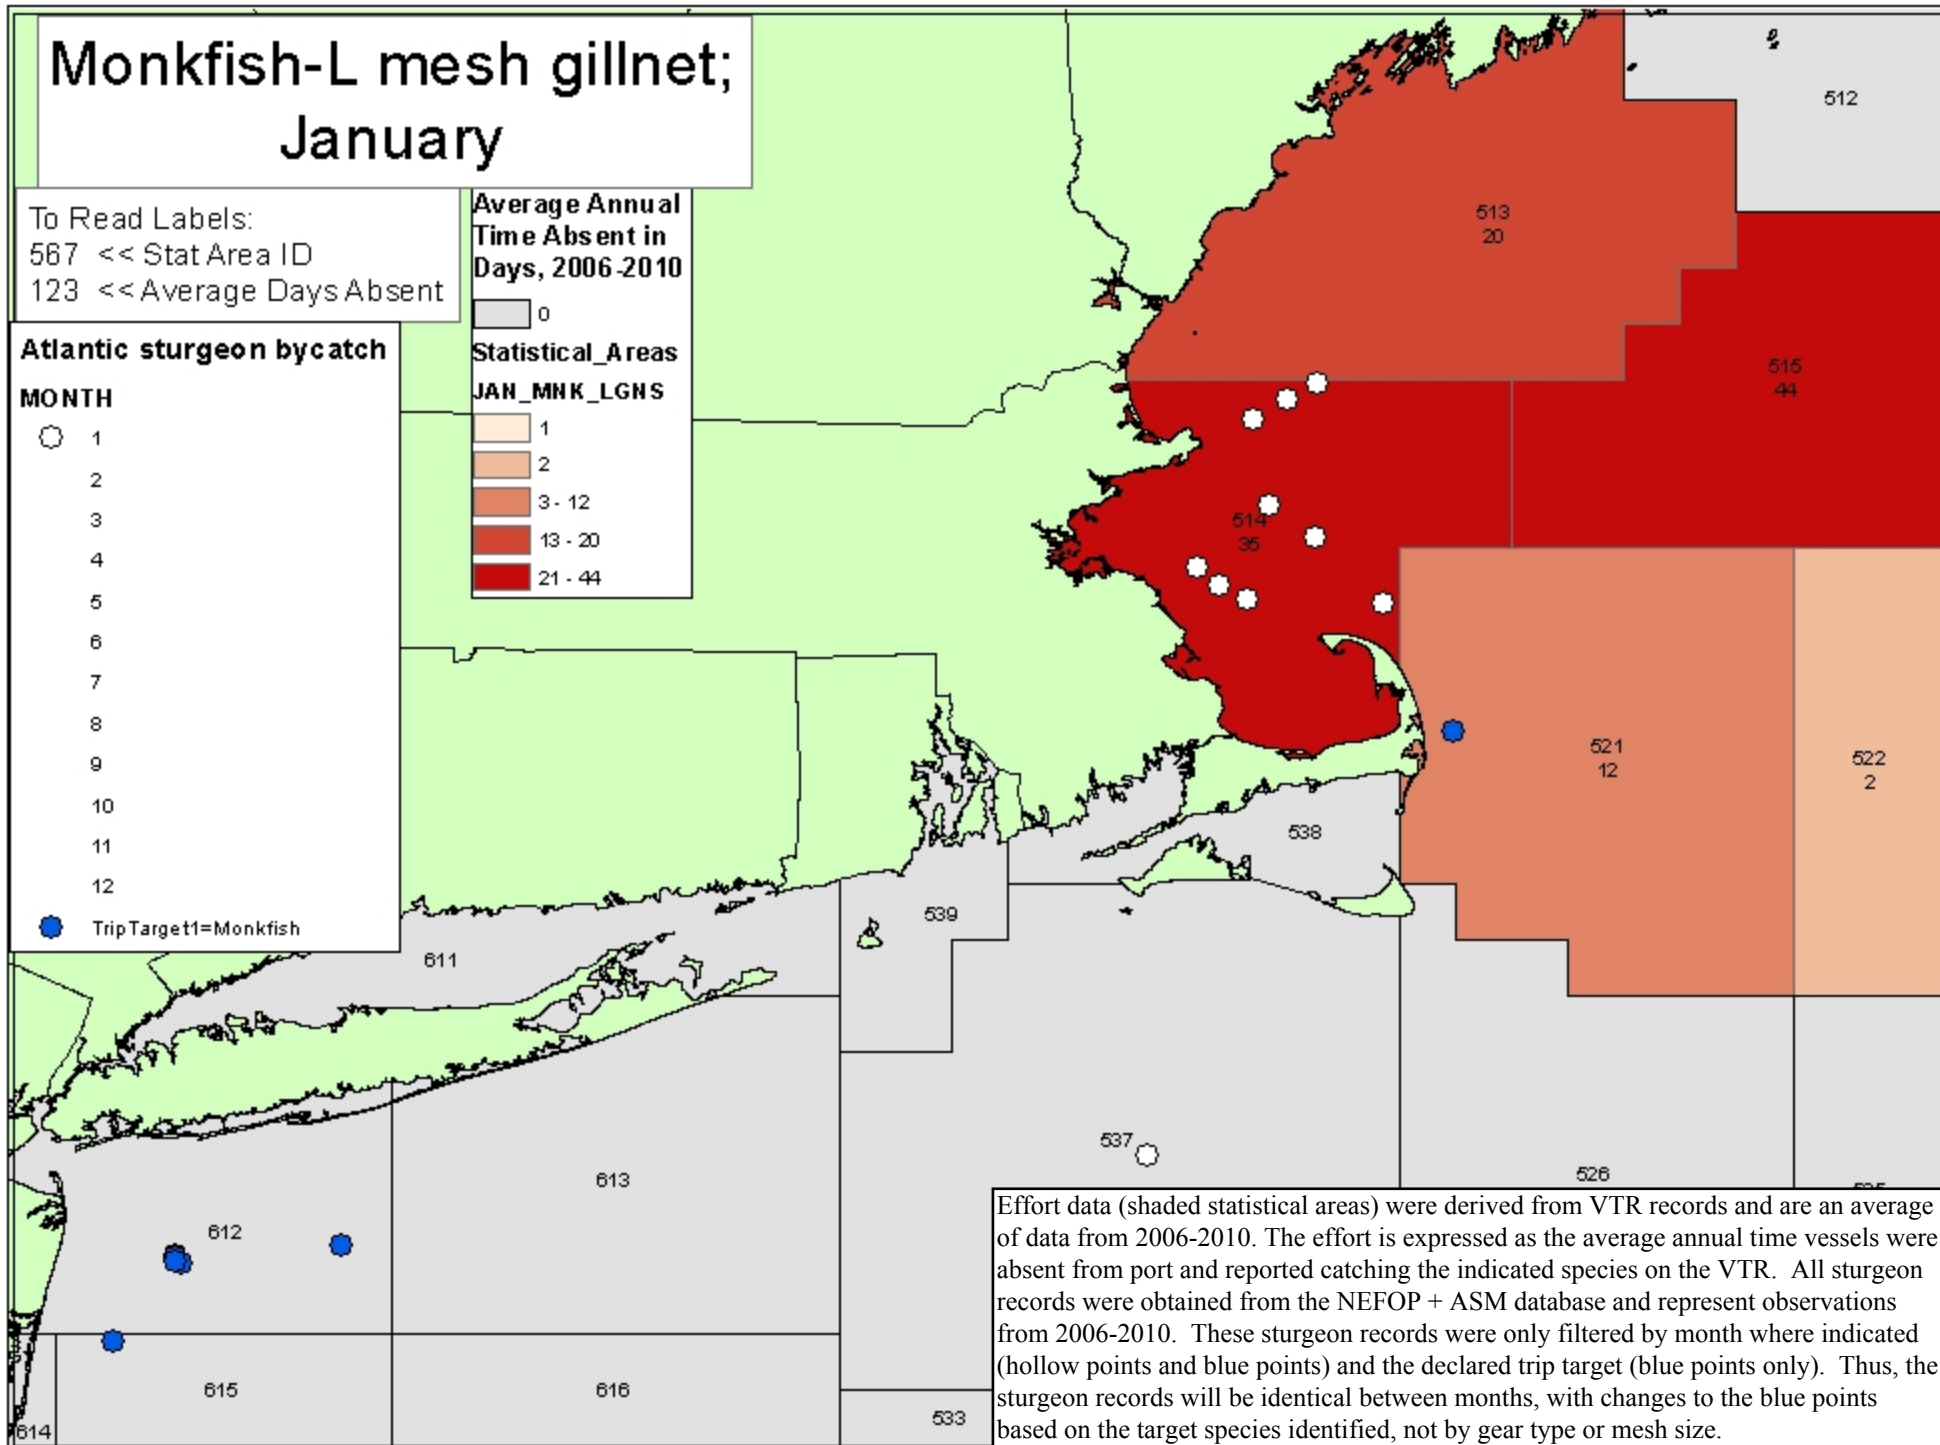 Monkfish-L mesh gillnet;
January
To Read Labels:
567 << Stat Area ID
123 << Average Days Absent
Atlantic sturgeon bycatch
MONTH
1
2
3
4
5
6
7
8
9
10
11
12
TripTarget1=Monkfish
Average Annual
Time Absent in
Days, 2006-2010
0
Statistical_Areas
JAN_MNK_LGNS
1
2
3 - 12
13 - 20
21 - 44
512
513
20
515
44
514
35
521
12
522
2
538
539
611
537
526
613
612
615
616
533
614
Effort data (shaded statistical areas) were derived from VTR records and are an average
of data from 2006-2010. The effort is expressed as the average annual time vessels were
absent from port and reported catching the indicated species on the VTR.  All sturgeon
records were obtained from the NEFOP + ASM database and represent observations
from 2006-2010.  These sturgeon records were only filtered by month where indicated
(hollow points and blue points) and the declared trip target (blue points only).  Thus, the
sturgeon records will be identical between months, with changes to the blue points
based on the target species identified, not by gear type or mesh size.